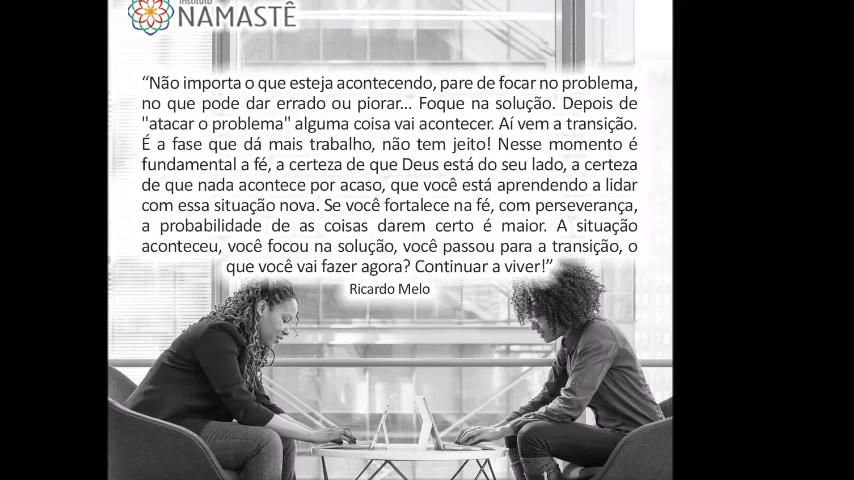 Instituto
NAMASTÊ
“Não importa o que esteja acontecendo, pare de focar no problema,
no que pode dar errado ou piorar... Foque na solução. Depois de
"atacar o problema" alguma coisa vai acontecer. Aí vem a transição.
É a fase que dá mais trabalho, não tem jeito! Nesse momento é
fundamental a fé, a certeza de que Deus está do seu lado, a certeza
de que nada acontece por acaso, que você está aprendendo a lidar
com essa situação nova. Se você fortalece na fé, com perseverança,
a probabilidade de as coisas darem certo é maior. A situação
aconteceu, você focou na solução, você passou para a transição, o
que você vai fazer agora? Continuar a viver!”
Ricardo Melo